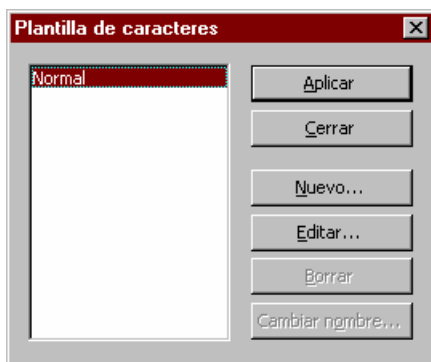 Plantilla de caracteres
Normal
Aplicar
Cerrar
Nuevo...
Editar...
Borrar
Cambiar nombre...